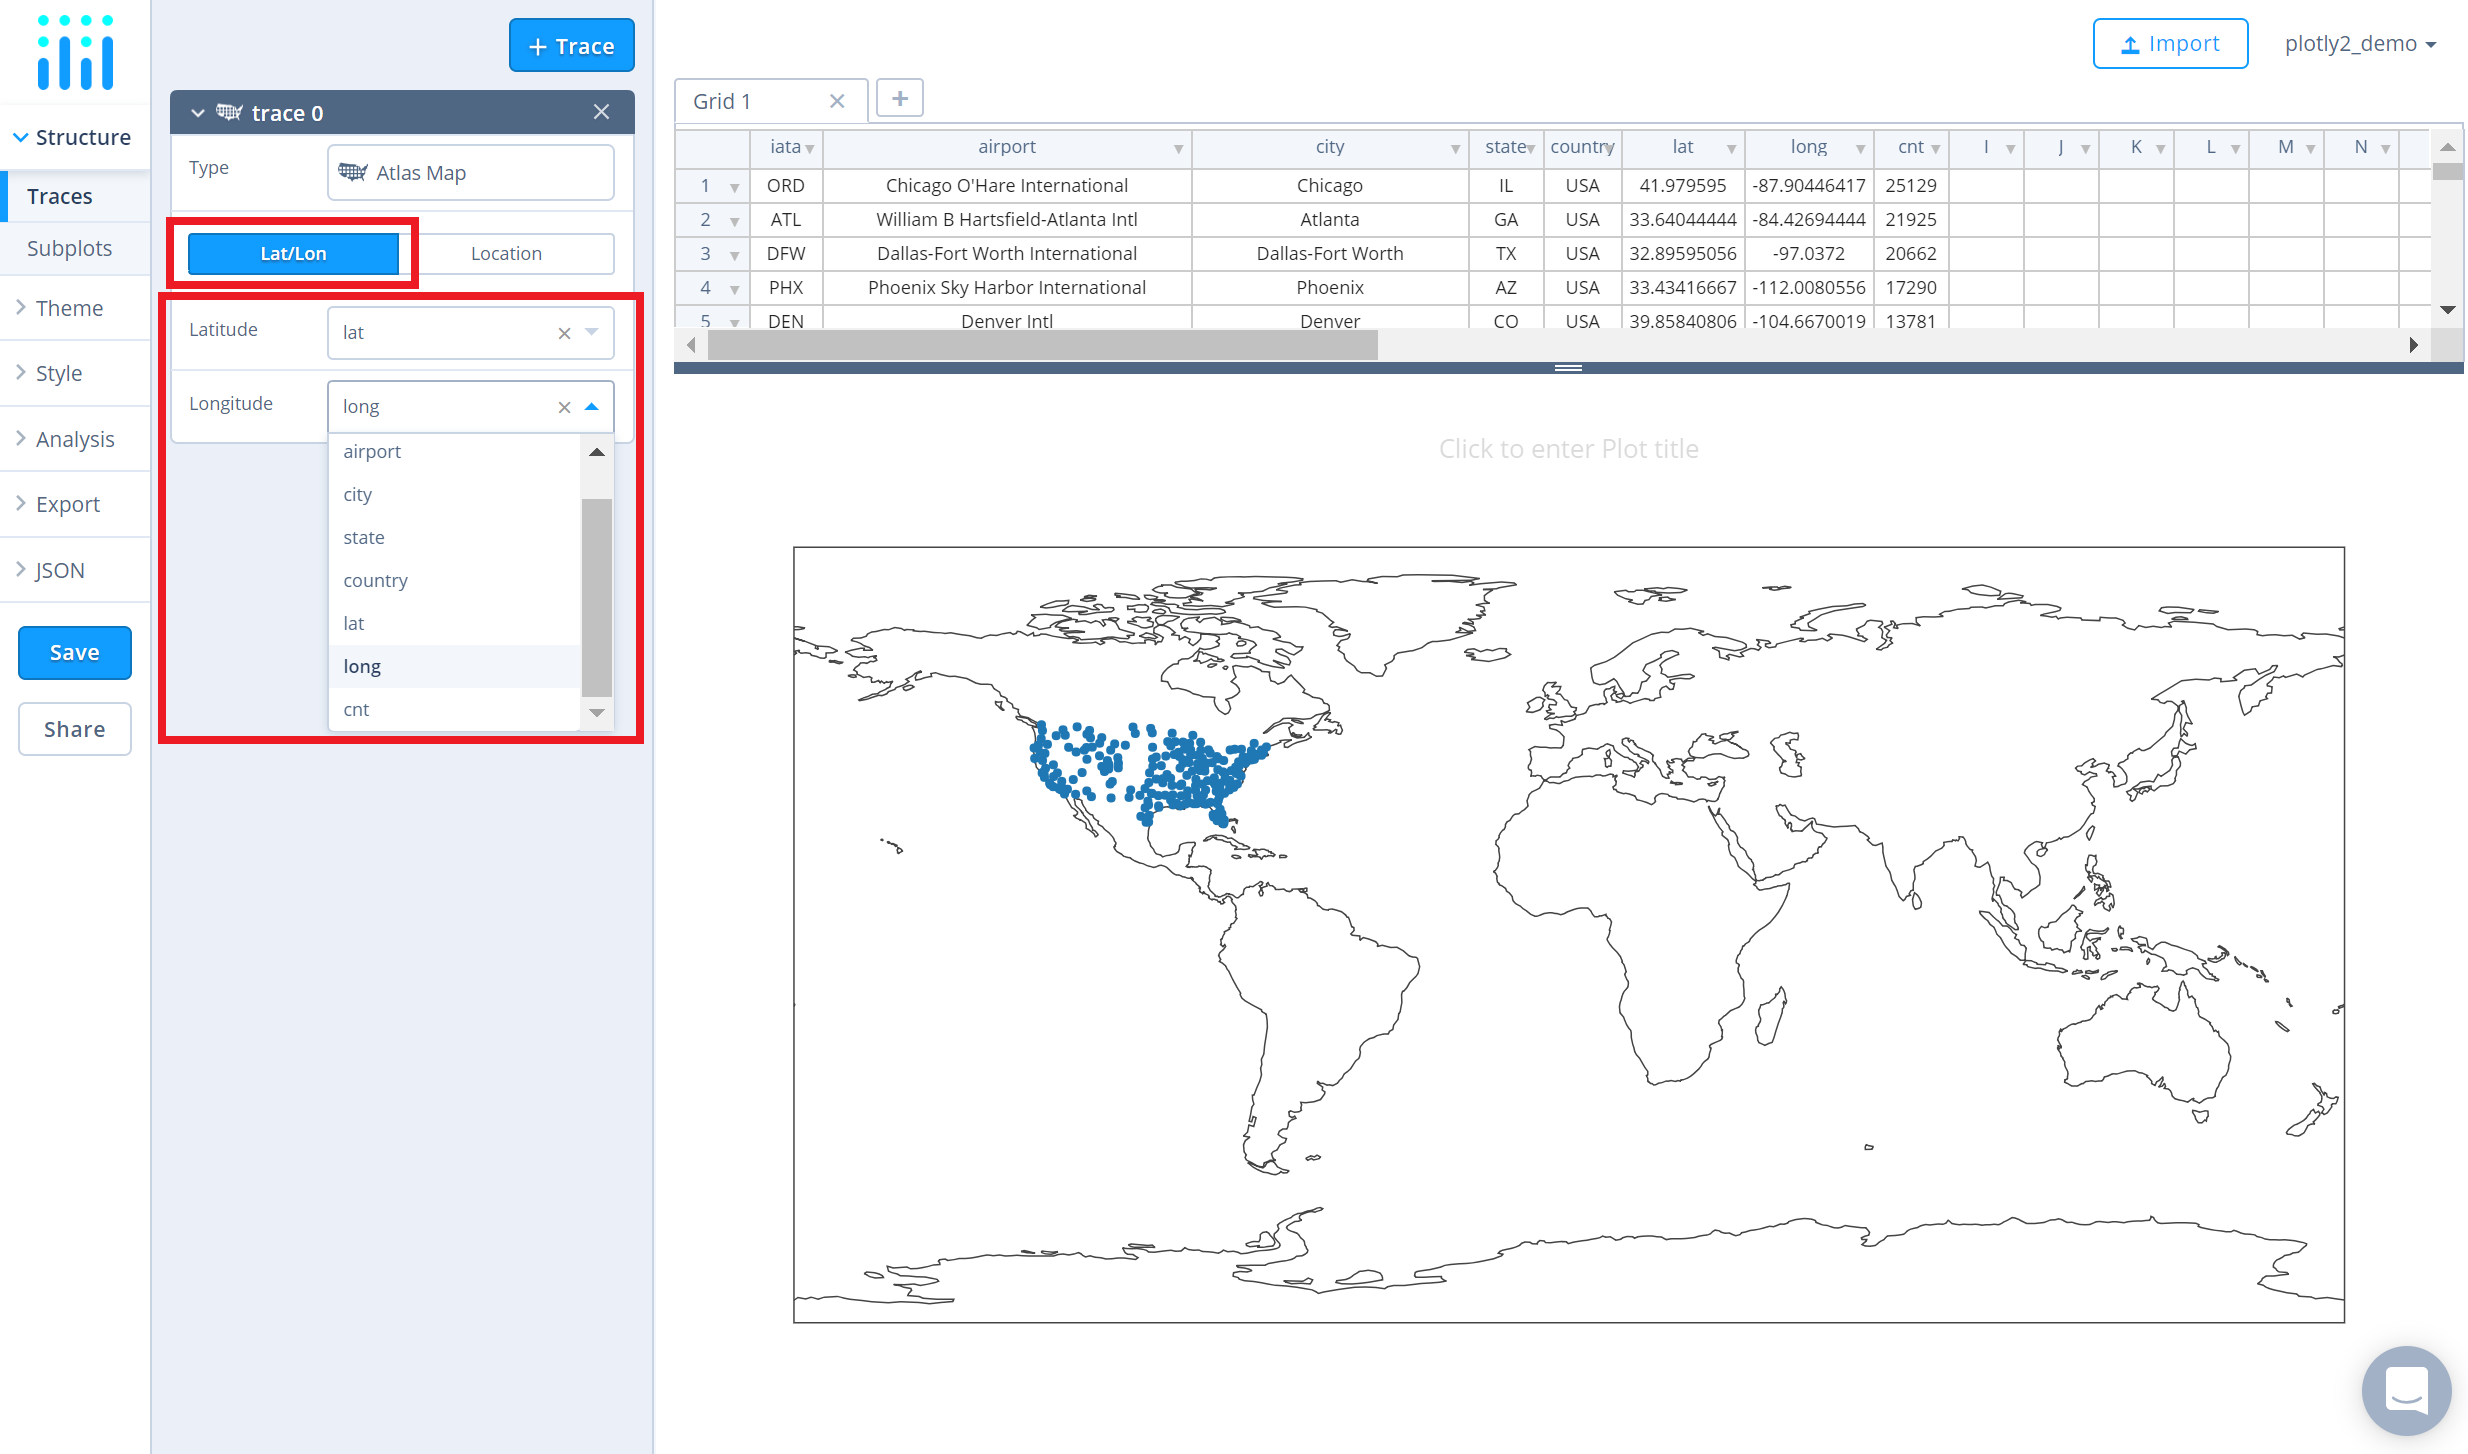 + Trace
Import
plotly2_demo
Structure
Traces
Subplots
Theme
Style
Analysis
Export
JSON
Save
Share
trace 0
Type
Atlas Map
Lat/Lon
Location
Latitude
lat
Longitude
long
airport
city
state
country
lat
long
cnt
Grid 1
+
iata airport city state country lat long cnt I J K L M N
1 ORD Chicago O'Hare International Chicago IL USA 41.979595 -87.90446417 25129
2 ATL William B Hartsfield-Atlanta Intl Atlanta GA USA 33.64044444 -84.42694444 21925
3 DFW Dallas-Fort Worth International Dallas-Fort Worth TX USA 32.89595056 -97.0372 20662
4 PHX Phoenix Sky Harbor International Phoenix AZ USA 33.43416667 -112.0080556 17290
5 DEN Denver Intl Denver CO USA 39.85840806 -104.6670019 13781
Click to enter Plot title